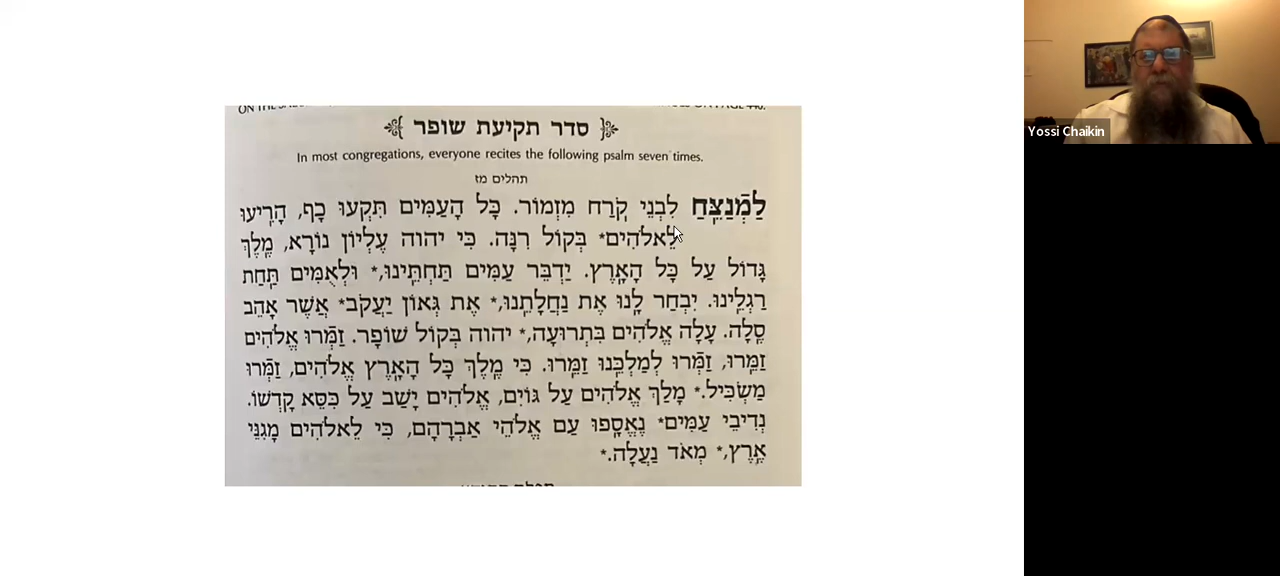 סדר תקיעת שופר
In most congregations, everyone recites the following psalm seven times.
תהלים מז
לַמְנַצֵּחַ לִבְנֵי קֹרַח מִזְמוֹר. כָּל הָעַמִּים תִּקְעוּ כָף, הָרִיעוּ
לֵאלֹהִים* בְּקוֹל רִנָּה. כִּי יהוה עֶלְיוֹן נוֹרָא, מֶלֶךְ
גָּדוֹל עַל כָּל הָאָרֶץ. יַדְבֵּר עַמִּים תַּחְתֵּינוּ,* וּלְאֻמִּים תַּחַת
רַגְלֵינוּ. יִבְחַר לָנוּ אֶת נַחֲלָתֵנוּ,* אֶת גְּאוֹן יַעֲקֹב* אֲשֶׁר אָהֵב
סֶלָה. עָלָה אֱלֹהִים בִּתְרוּעָה,* יהוה בְּקוֹל שׁוֹפָר. זַמְּרוּ אֱלֹהִים
זַמֵּרוּ, זַמְּרוּ לְמַלְכֵּנוּ זַמֵּרוּ. כִּי מֶלֶךְ כָּל הָאָרֶץ אֱלֹהִים, זַמְּרוּ
מַשְׂכִּיל.* מָלַךְ אֱלֹהִים עַל גּוֹיִם, אֱלֹהִים יָשַׁב עַל כִּסֵּא קָדְשׁוֹ.
נְדִיבֵי עַמִּים* נֶאֱסָפוּ עַם אֱלֹהֵי אַבְרָהָם, כִּי לֵאלֹהִים מָגִנֵּי
אֶרֶץ,* מְאֹד נַעֲלָה.*
Yossi Chaikin